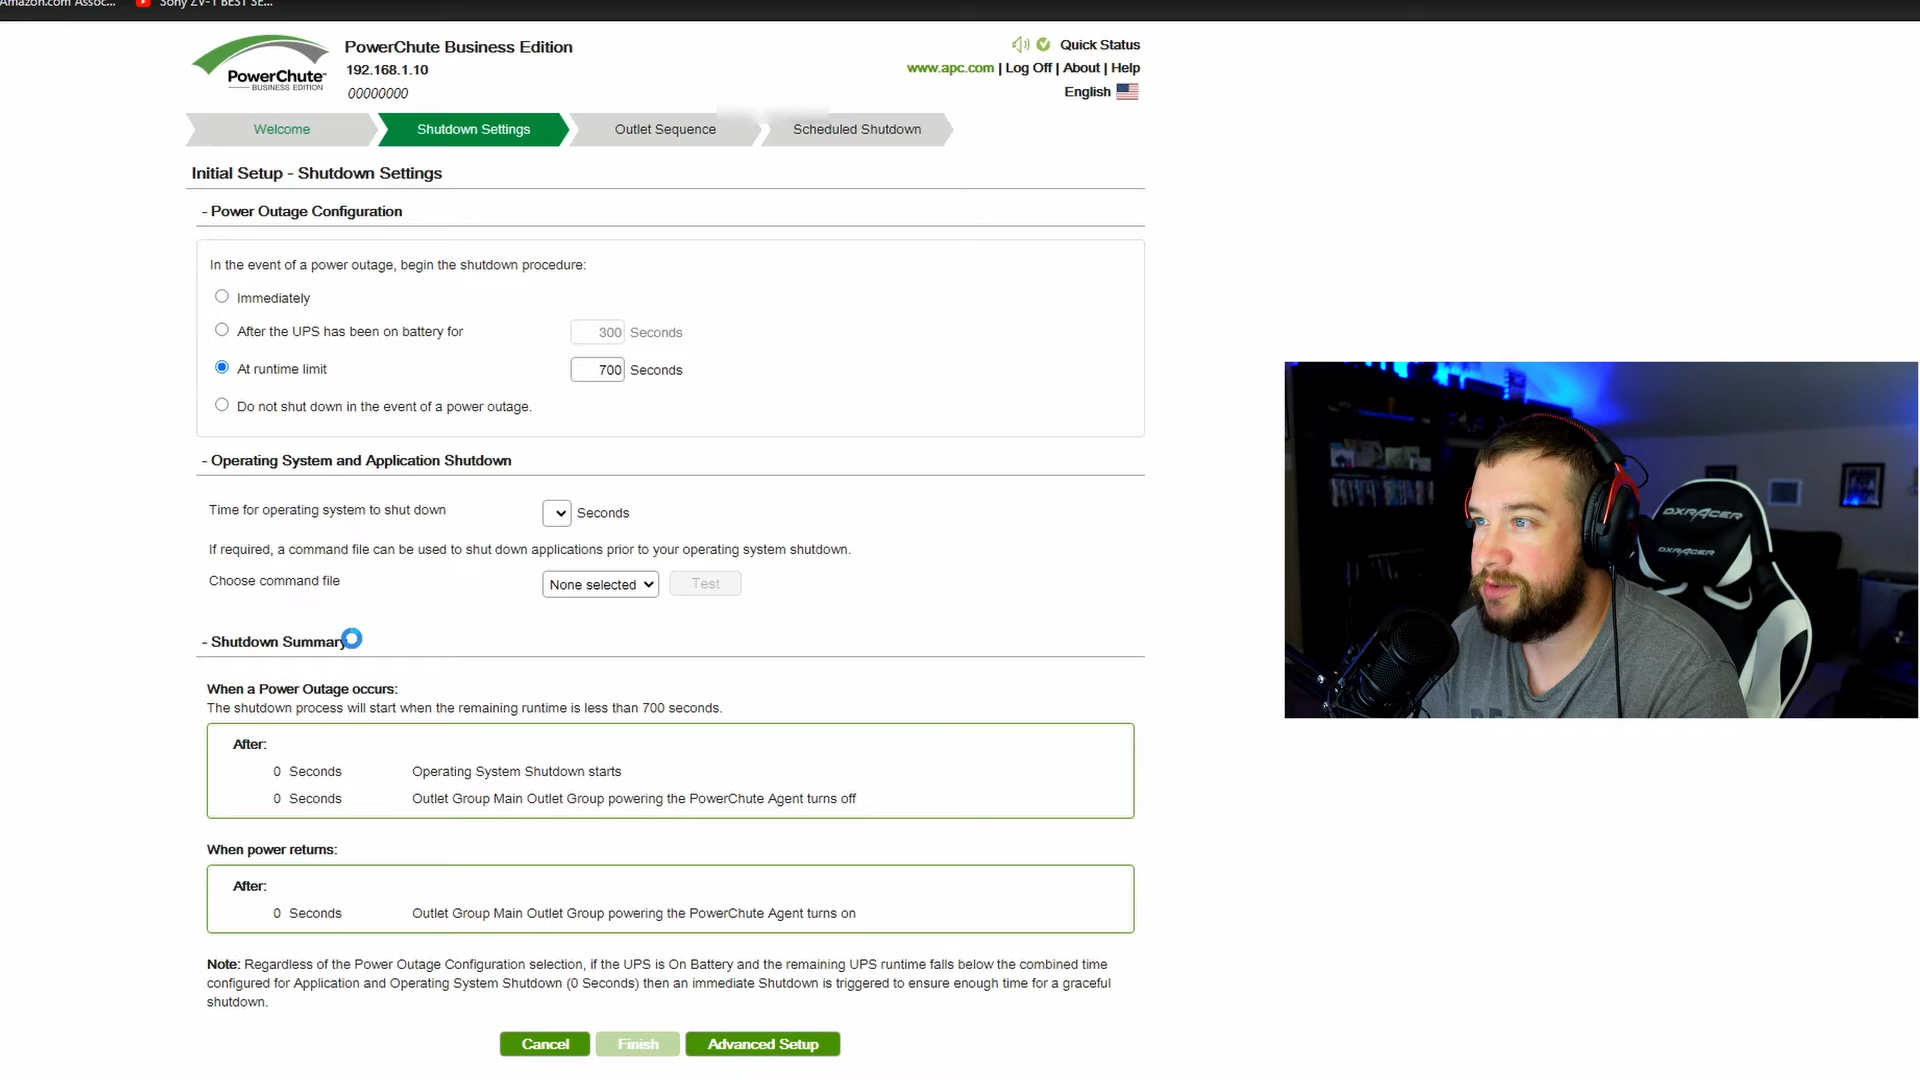 Amazon.com Assoc...
Sony ZV-1 BEST SE...
PowerChute Business Edition
192.168.1.10
00000000
PowerChute™
BUSINESS EDITION
Quick Status
www.apc.com | Log Off | About | Help
English
Welcome
Shutdown Settings
Outlet Sequence
Scheduled Shutdown
Initial Setup - Shutdown Settings
- Power Outage Configuration
In the event of a power outage, begin the shutdown procedure:
Immediately
After the UPS has been on battery for 300 Seconds
At runtime limit 700 Seconds
Do not shut down in the event of a power outage.
- Operating System and Application Shutdown
Time for operating system to shut down Seconds
If required, a command file can be used to shut down applications prior to your operating system shutdown.
Choose command file None selected Test
- Shutdown Summary
When a Power Outage occurs:
The shutdown process will start when the remaining runtime is less than 700 seconds.
After:
0 Seconds Operating System Shutdown starts
0 Seconds Outlet Group Main Outlet Group powering the PowerChute Agent turns off
When power returns:
After:
0 Seconds Outlet Group Main Outlet Group powering the PowerChute Agent turns on
Note: Regardless of the Power Outage Configuration selection, if the UPS is On Battery and the remaining UPS runtime falls below the combined time
configured for Application and Operating System Shutdown (0 Seconds) then an immediate Shutdown is triggered to ensure enough time for a graceful
shutdown.
Cancel
Finish
Advanced Setup
DXRACER
DXRACER